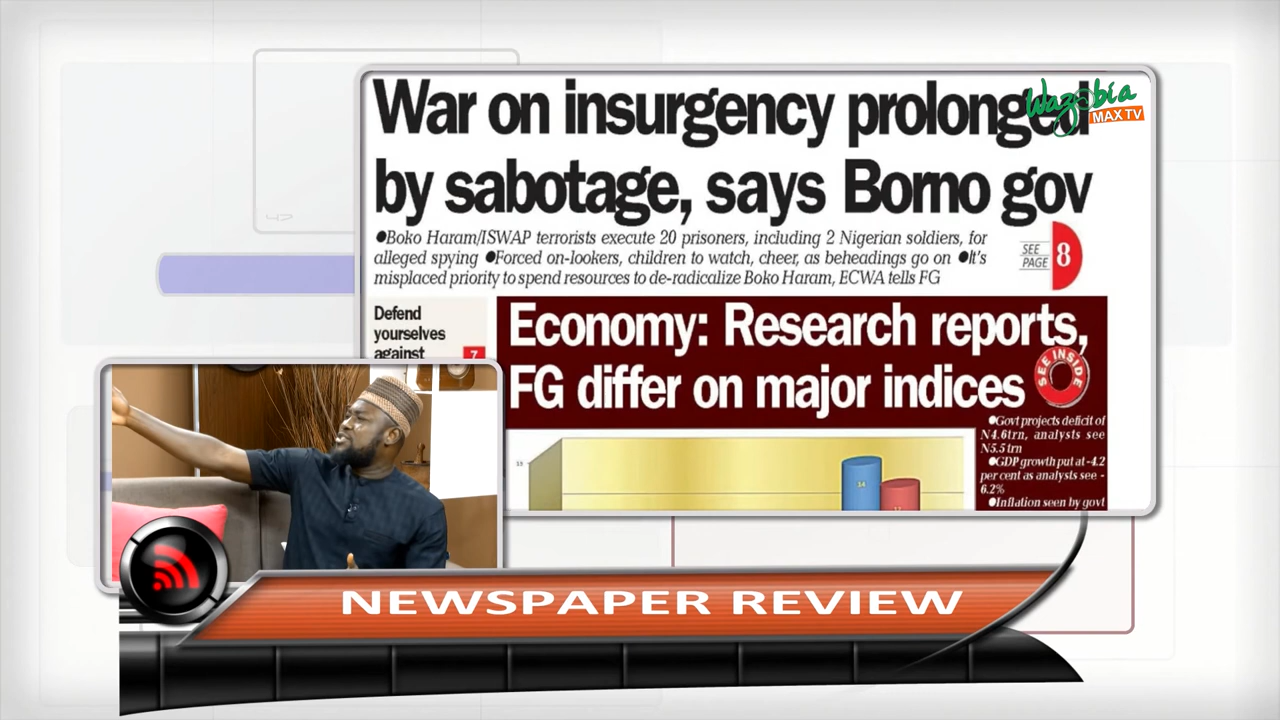 Wazobia
MAX TV
War on insurgency prolonged
by sabotage, says Borno gov
●Boko Haram/ISWAP terrorists execute 20 prisoners, including 2 Nigerian soldiers, for
alleged spying ●Forced on-lookers, children to watch, cheer, as beheadings go on ●It's
misplaced priority to spend resources to de-radicalize Boko Haram, ECWA tells FG
SEE
PAGE 8
Defend
yourselves
against
7
Economy: Research reports,
FG differ on major indices
SEE INSIDE
●Govt projects deficit of
N4.6trn, analysts see
N5.5trn
●GDP growth put at -4.2
per cent as analysts see -
6.2%
●Inflation seen by govt
14
NEWSPAPER REVIEW